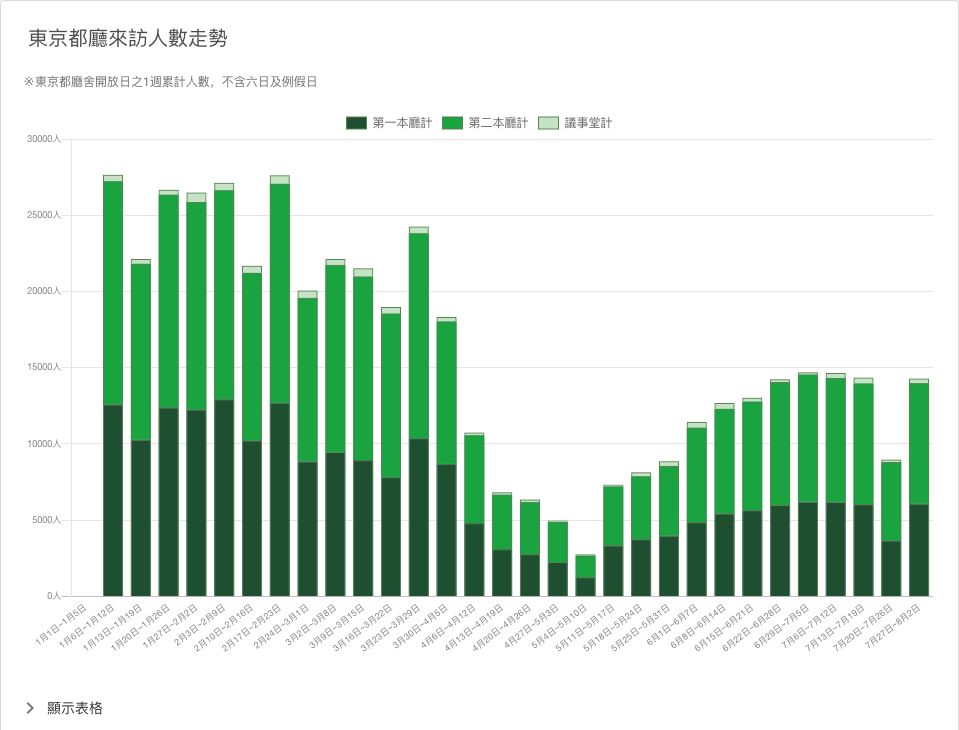 東京都廳來訪人數走勢
※東京都廳舍開放日之1週累計人數，不含六日及例假日
第一本廳計 第二本廳計 議事堂計
30000人
25000人
20000人
15000人
10000人
5000人
0人
1月1日~1月5日
1月6日~1月12日
1月13日~1月19日
1月20日~1月26日
1月27日~2月2日
2月3日~2月9日
2月10日~2月16日
2月17日~2月23日
2月24日~3月1日
3月2日~3月8日
3月9日~3月15日
3月16日~3月22日
3月23日~3月29日
3月30日~4月5日
4月6日~4月12日
4月13日~4月19日
4月20日~4月26日
4月27日~5月3日
5月4日~5月10日
5月11日~5月17日
5月18日~5月24日
5月25日~5月31日
6月1日~6月7日
6月8日~6月14日
6月15日~6月21日
6月22日~6月28日
6月29日~7月5日
7月6日~7月12日
7月13日~7月19日
7月20日~7月26日
7月27日~8月2日
顯示表格